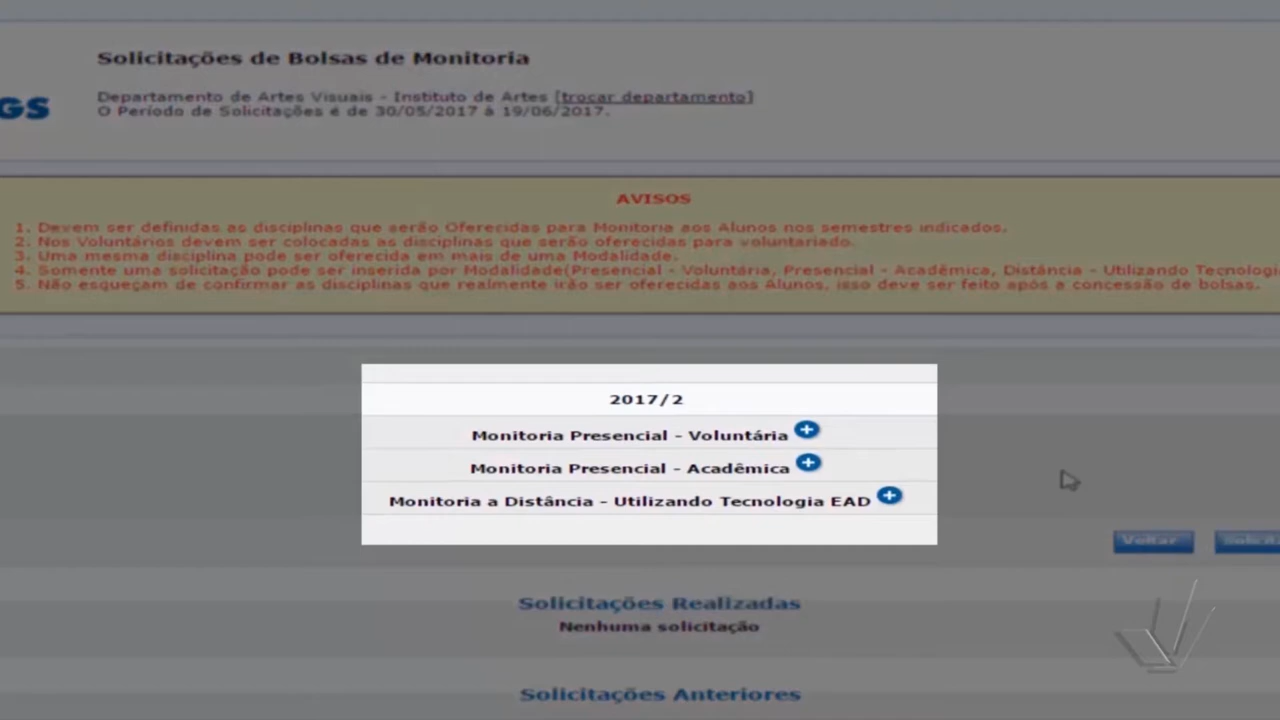 Solicitações de Bolsas de Monitoria
GS
Departamento de Artes Visuais - Instituto de Artes [trocar departamento]
O Período de Solicitações é de 30/05/2017 à 19/06/2017.
AVISOS
1. Devem ser definidas as disciplinas que serão Oferecidas para Monitoria aos Alunos nos semestres indicados.
2. Nos Voluntários devem ser colocadas as disciplinas que serão oferecidas para voluntariado.
3. Uma mesma disciplina pode ser oferecida em mais de uma Modalidade.
4. Somente uma solicitação pode ser inserida por Modalidade(Presencial - Voluntária, Presencial - Acadêmica, Distância - Utilizando Tecnologi
5. Não esqueçam de confirmar as disciplinas que realmente irão ser oferecidas aos Alunos, isso deve ser feito após a concessão de bolsas.
2017/2
Monitoria Presencial - Voluntária
Monitoria Presencial - Acadêmica
Monitoria a Distância - Utilizando Tecnologia EAD
Voltar
Solicitações Realizadas
Nenhuma solicitação
Solicitações Anteriores